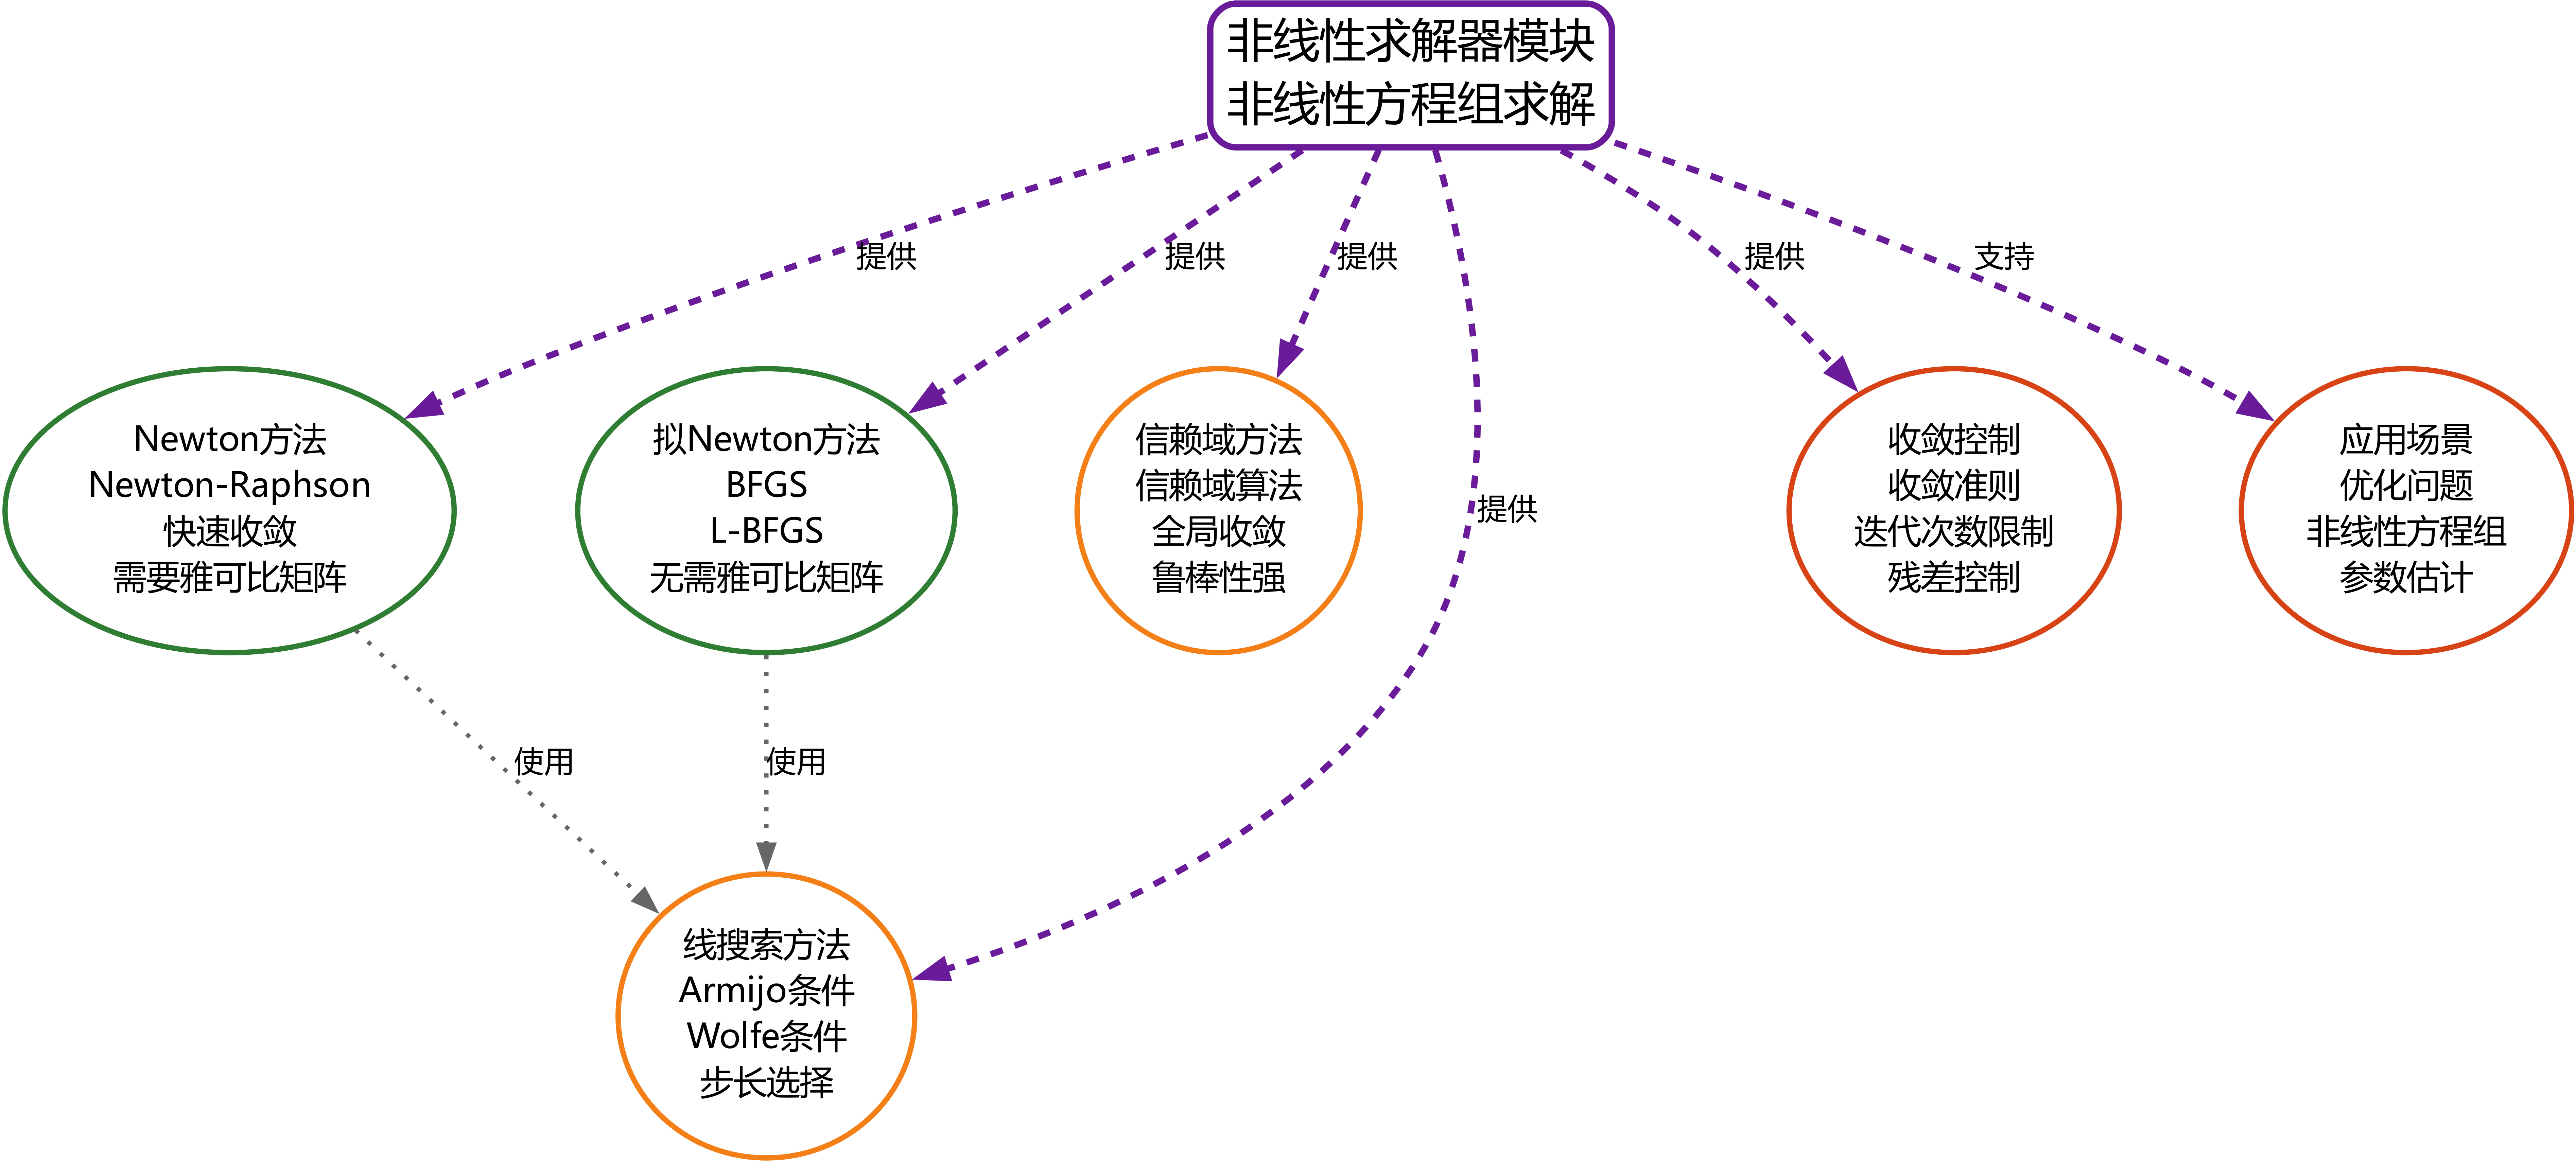 非线性求解器模块
非线性方程组求解
提供
提供
提供
提供
支持
Newton方法
Newton-Raphson
快速收敛
需要雅可比矩阵
拟Newton方法
BFGS
L-BFGS
无需雅可比矩阵
信赖域方法
信赖域算法
全局收敛
鲁棒性强
提供
收敛控制
收敛准则
迭代次数限制
残差控制
应用场景
优化问题
非线性方程组
参数估计
使用
使用
线搜索方法
Armijo条件
Wolfe条件
步长选择